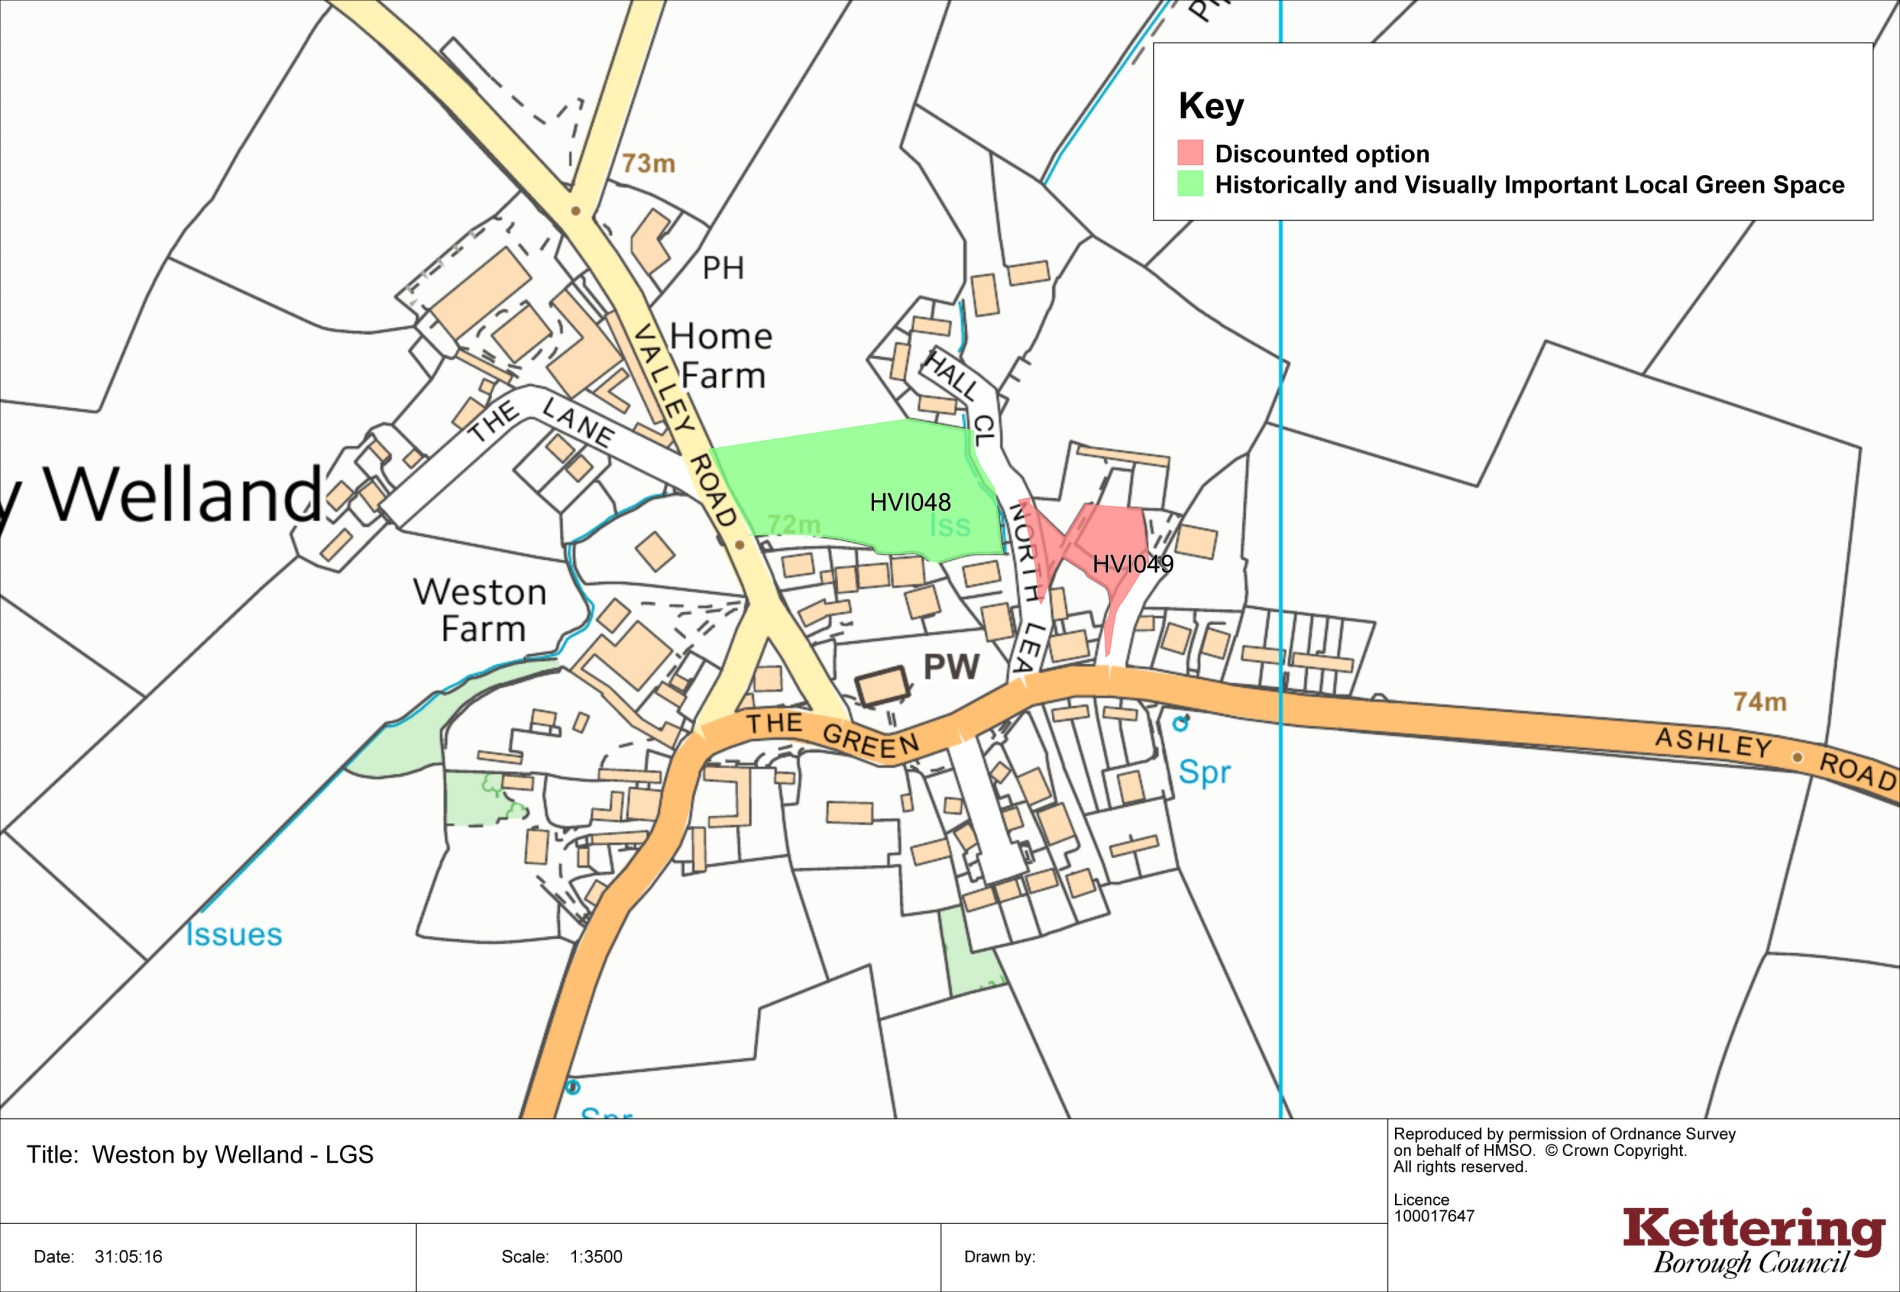 Key
Discounted option
Historically and Visually Important Local Green Space
73m
PH
Home
Farm
VALLEY ROAD
THE LANE
HALL CL
y Welland
HVI048
72m
Iss
NORTH LEA
HVI049
Weston
Farm
PW
THE GREEN
74m
ASHLEY ROAD
Spr
Issues
Spr
Title: Weston by Welland - LGS
Date: 31:05:16
Scale: 1:3500
Drawn by:
Reproduced by permission of Ordnance Survey
on behalf of HMSO. © Crown Copyright.
All rights reserved.
Licence
100017647
Kettering
Borough Council